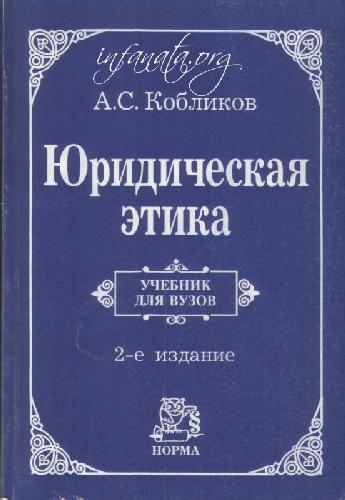 infanata.org
А.С. Кобликов
Юридическая
этика
УЧЕБНИК
ДЛЯ ВУЗОВ
2-е издание
§
НОРМА